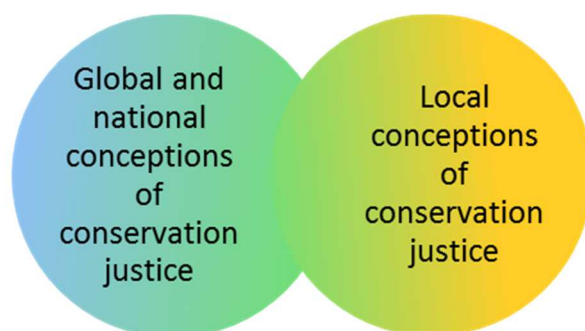 Global and
national
conceptions
of
conservation
justice
Local
conceptions
of
conservation
justice